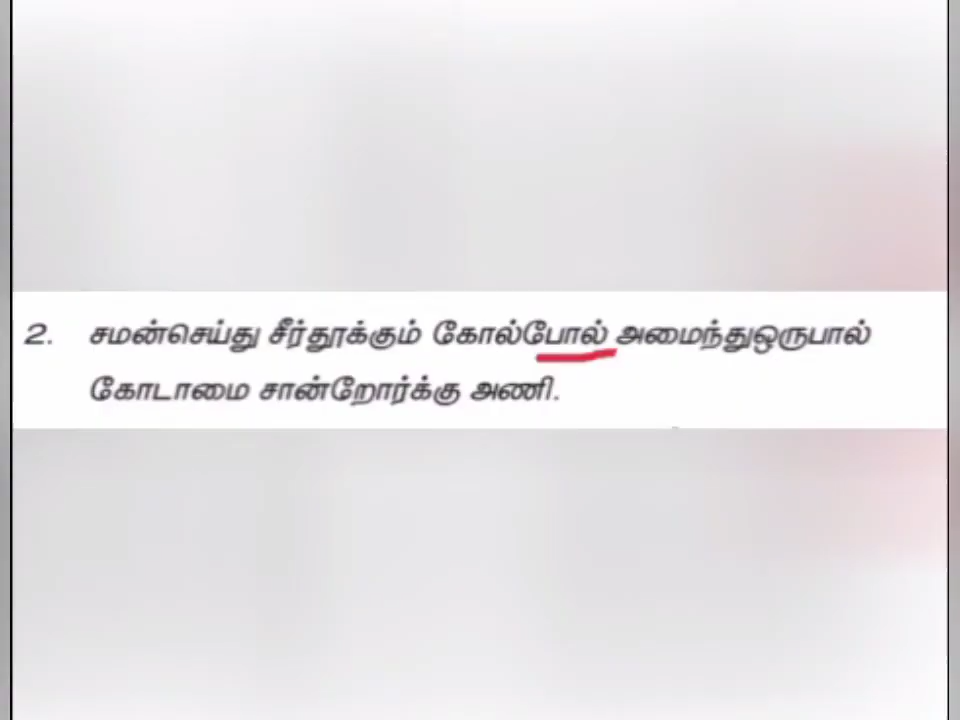 2. சமன்செய்து சீர்தூக்கும் கோல்போல் அமைந்துஒருபால்
கோடாமை சான்றோர்க்கு அணி.